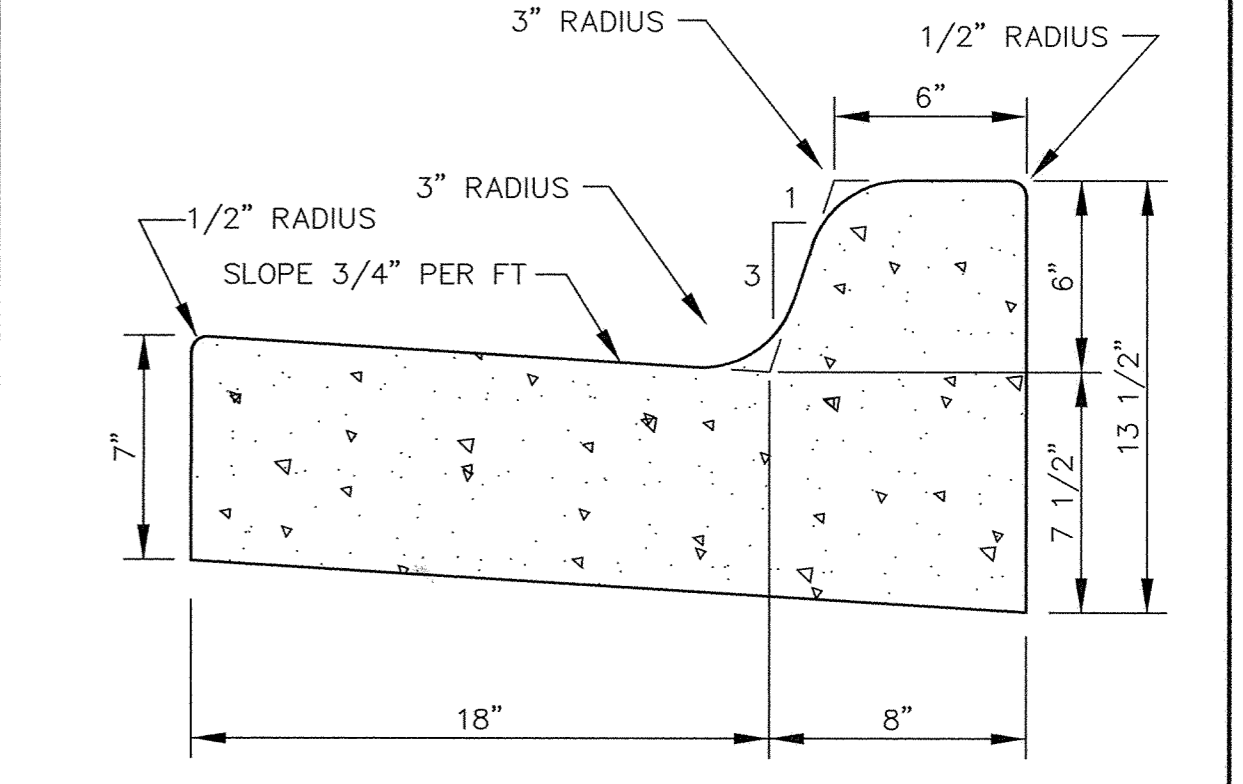 3” RADIUS
1/2” RADIUS
6”
3” RADIUS
1
1/2” RADIUS
SLOPE 3/4” PER FT
3
6”
13 1/2”
7”
7 1/2”
18”
8”